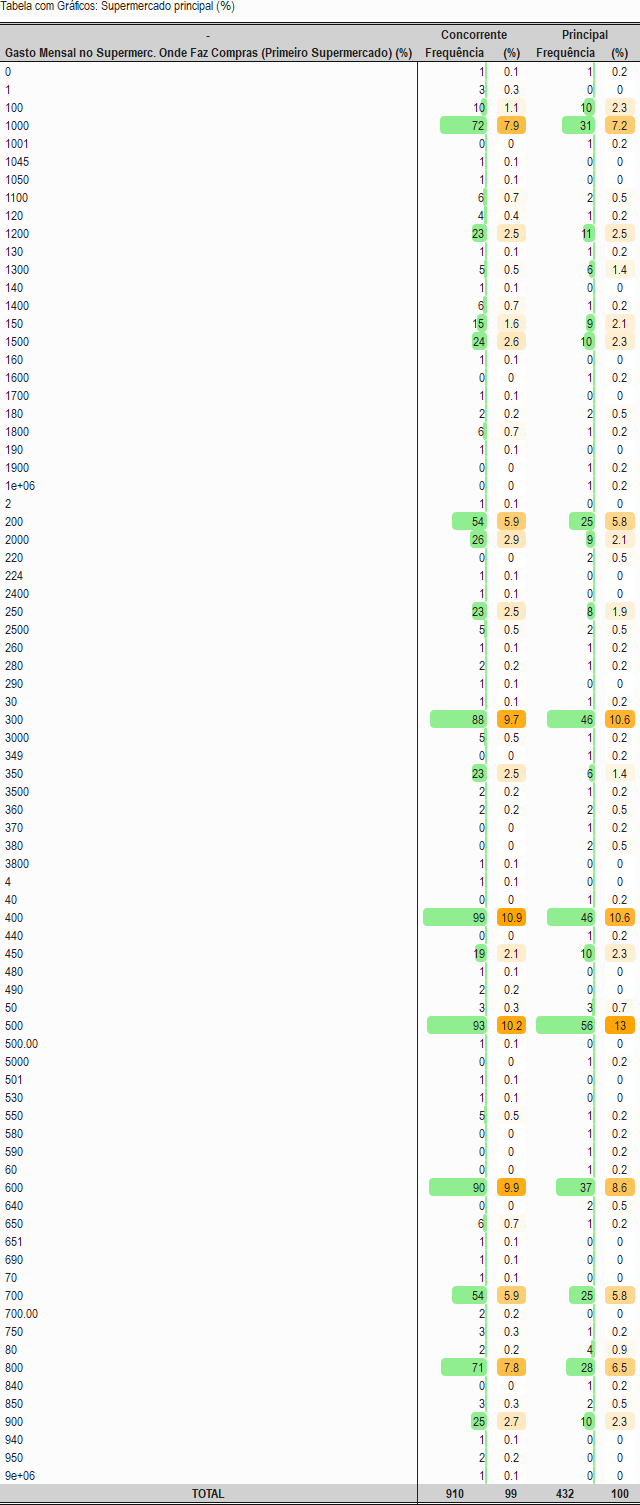 Tabela com Gráficos: Supermercado principal (%)
- Concorrente Principal
Gasto Mensal no Supermerc. Onde Faz Compras (Primeiro Supermercado) (%) Frequência (%) Frequência (%)
0 1 0.1 1 0.2
1 3 0.3 0 0
100 10 1.1 10 2.3
1000 72 7.9 31 7.2
1001 0 0 1 0.2
1045 1 0.1 0 0
1050 1 0.1 0 0
1100 6 0.7 2 0.5
120 4 0.4 1 0.2
1200 23 2.5 11 2.5
130 1 0.1 1 0.2
1300 5 0.5 6 1.4
140 1 0.1 0 0
1400 6 0.7 1 0.2
150 15 1.6 9 2.1
1500 24 2.6 10 2.3
160 1 0.1 0 0
1600 0 0 1 0.2
1700 1 0.1 0 0
180 2 0.2 2 0.5
1800 6 0.7 1 0.2
190 1 0.1 0 0
1900 0 0 1 0.2
1e+06 0 0 1 0.2
2 1 0.1 0 0
200 54 5.9 25 5.8
2000 26 2.9 9 2.1
220 0 0 2 0.5
224 1 0.1 0 0
2400 1 0.1 0 0
250 23 2.5 8 1.9
2500 5 0.5 2 0.5
260 1 0.1 1 0.2
280 2 0.2 1 0.2
290 1 0.1 0 0
30 1 0.1 1 0.2
300 88 9.7 46 10.6
3000 5 0.5 1 0.2
349 0 0 1 0.2
350 23 2.5 6 1.4
3500 2 0.2 1 0.2
360 2 0.2 2 0.5
370 0 0 1 0.2
380 0 0 2 0.5
3800 1 0.1 0 0
4 1 0.1 0 0
40 0 0 1 0.2
400 99 10.9 46 10.6
440 0 0 1 0.2
450 19 2.1 10 2.3
480 1 0.1 0 0
490 2 0.2 0 0
50 3 0.3 3 0.7
500 93 10.2 56 13
500.00 1 0.1 0 0
5000 0 0 1 0.2
501 1 0.1 0 0
530 1 0.1 0 0
550 5 0.5 1 0.2
580 0 0 1 0.2
590 0 0 1 0.2
60 0 0 1 0.2
600 90 9.9 37 8.6
640 0 0 2 0.5
650 6 0.7 1 0.2
651 1 0.1 0 0
690 1 0.1 0 0
70 1 0.1 0 0
700 54 5.9 25 5.8
700.00 2 0.2 0 0
750 3 0.3 1 0.2
80 2 0.2 4 0.9
800 71 7.8 28 6.5
840 0 0 1 0.2
850 3 0.3 2 0.5
900 25 2.7 10 2.3
940 1 0.1 0 0
950 2 0.2 0 0
9e+06 1 0.1 0 0
TOTAL 910 99 432 100